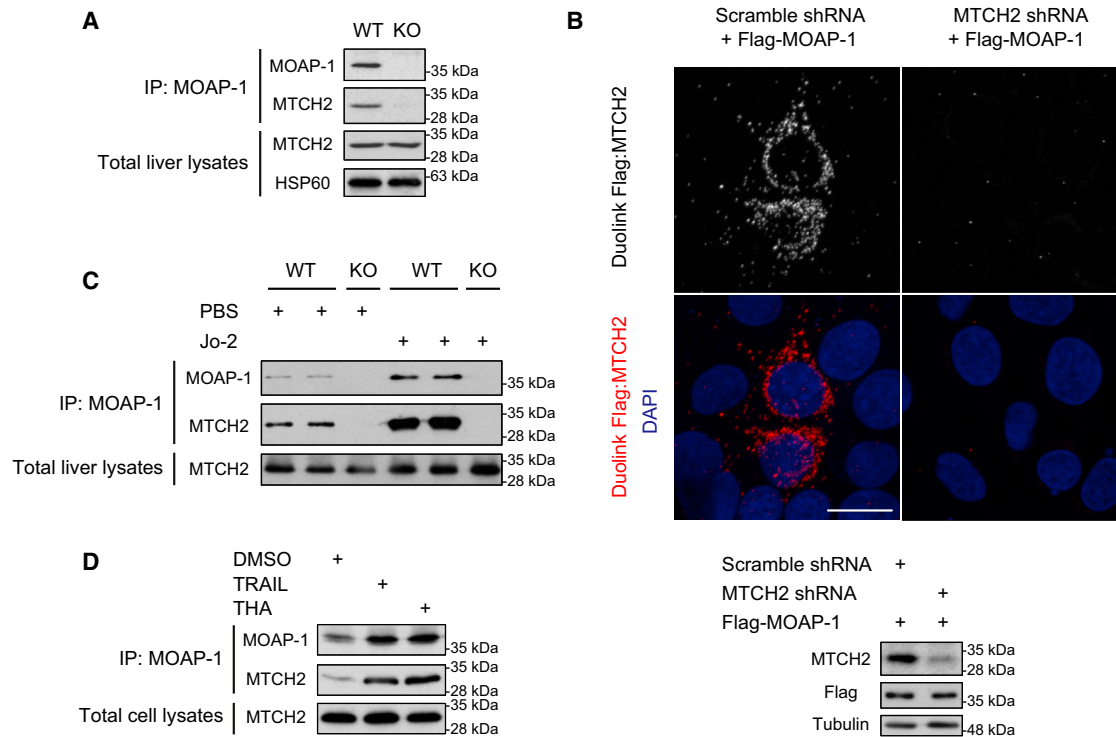 A
WT KO
IP: MOAP-1
MOAP-1
-35 kDa
MTCH2
-35 kDa
-28 kDa
Total liver lysates
MTCH2
-35 kDa
-28 kDa
HSP60
-63 kDa
B
Scramble shRNA
+ Flag-MOAP-1
MTCH2 shRNA
+ Flag-MOAP-1
Duolink Flag:MTCH2
Duolink Flag:MTCH2
DAPI
Scramble shRNA +
MTCH2 shRNA +
Flag-MOAP-1 + +
MTCH2
-35 kDa
-28 kDa
Flag
-35 kDa
Tubulin
-48 kDa
C
WT KO WT KO
PBS + + +
Jo-2 + + +
IP: MOAP-1
MOAP-1
-35 kDa
MTCH2
-35 kDa
-28 kDa
Total liver lysates
MTCH2
-35 kDa
-28 kDa
D
DMSO +
TRAIL +
THA +
IP: MOAP-1
MOAP-1
-35 kDa
MTCH2
-35 kDa
-28 kDa
Total cell lysates
MTCH2
-35 kDa
-28 kDa